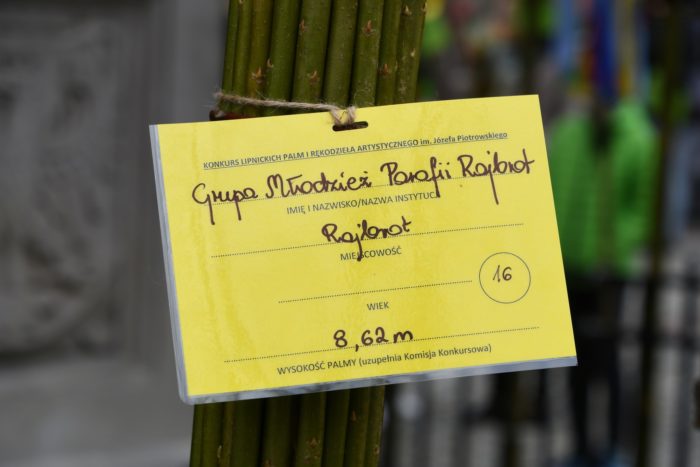 KONKURS LIPNICKICH PALM I RĘKODZIEŁA ARTYSTYCZNEGO im. Józefa Piotrowskiego
Grupa Młodzież Parafii Rajbrot
IMIĘ I NAZWISKO/NAZWA INSTYTUCJI
Rajbrot
MIEJSCOWOŚĆ
16
WIEK
8,62 m
WYSOKOŚĆ PALMY (uzupełnia Komisja Konkursowa)